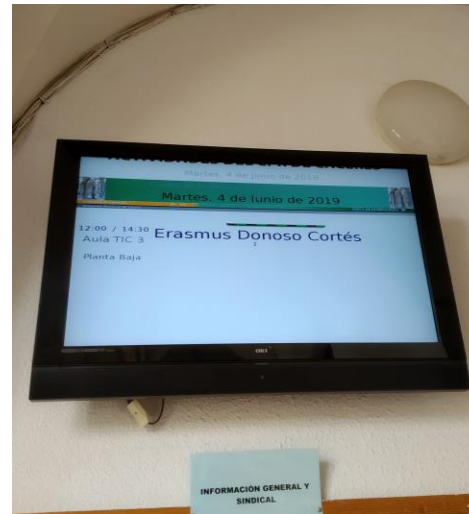 Martes, 4 de junio de 2019
Martes, 4 de Junio de 2019
12:00 / 14:30 Erasmus Donoso Cortés
Aula TIC 3
Planta Baja
OKI
INFORMACIÓN GENERAL Y
SINDICAL